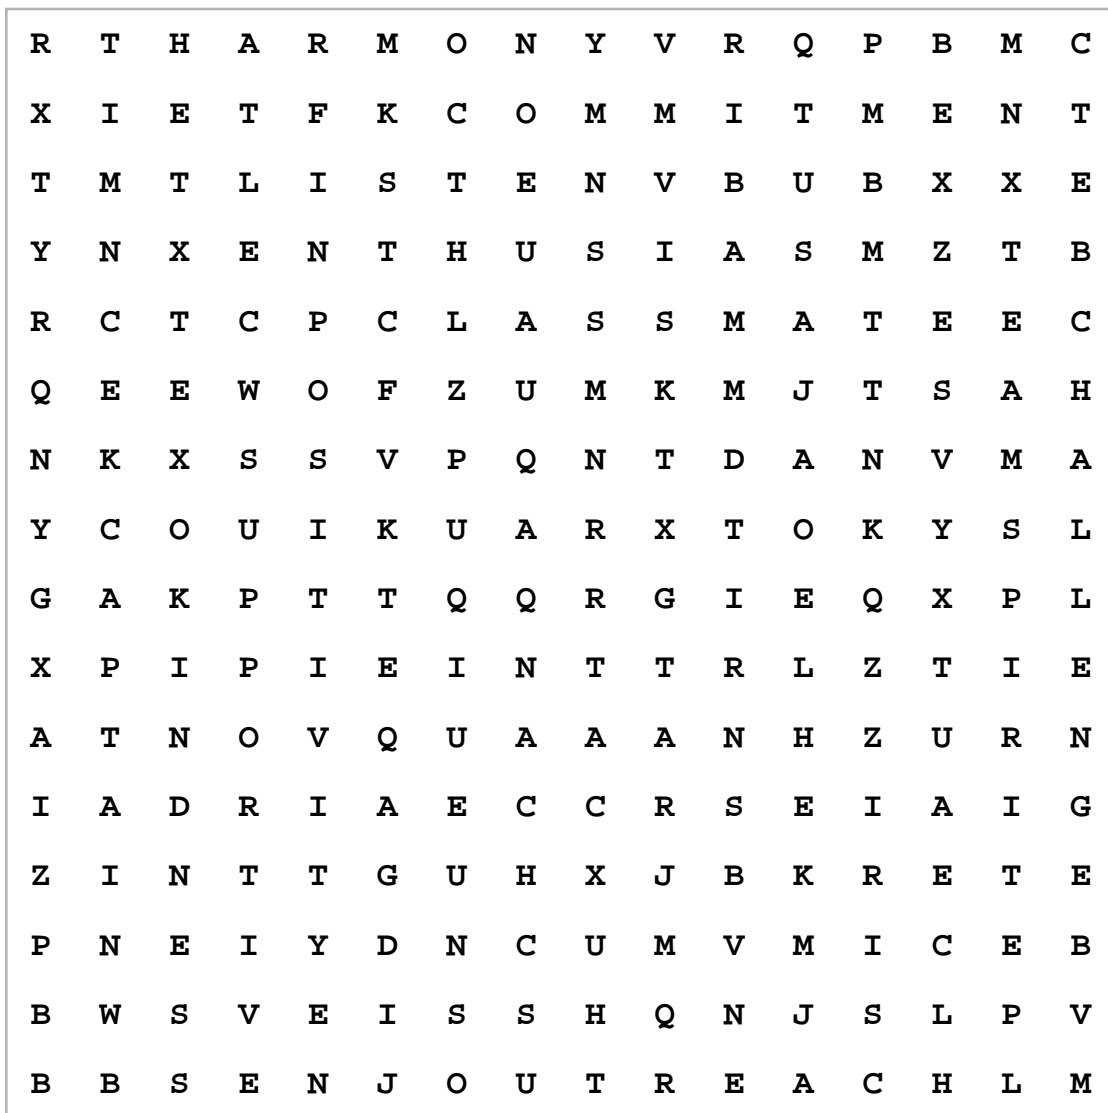 R T H A R M O N Y V R Q P B M C
X I E T F K C O M M I T M E N T
T M T L I S T E N V B U B X X E
Y N X E N T H U S I A S M Z T B
R C T C P C L A S S M A T E E C
Q E E W O F Z U M K M J T S A H
N K X S S V P Q N T D A N V M A
Y C O U I K U A R X T O K Y S L
G A K P T T Q Q R G I E Q X P L
X P I P I E I N T T R L Z T I E
A T N O V Q U A A A N H Z U R N
I A D R I A E C C R S E I A I G
Z I N T T G U H X J B K R E T E
P N E I Y D N C U M V M I C E B
B W S V E I S S H Q N J S L P V
B B S E N J O U T R E A C H L M